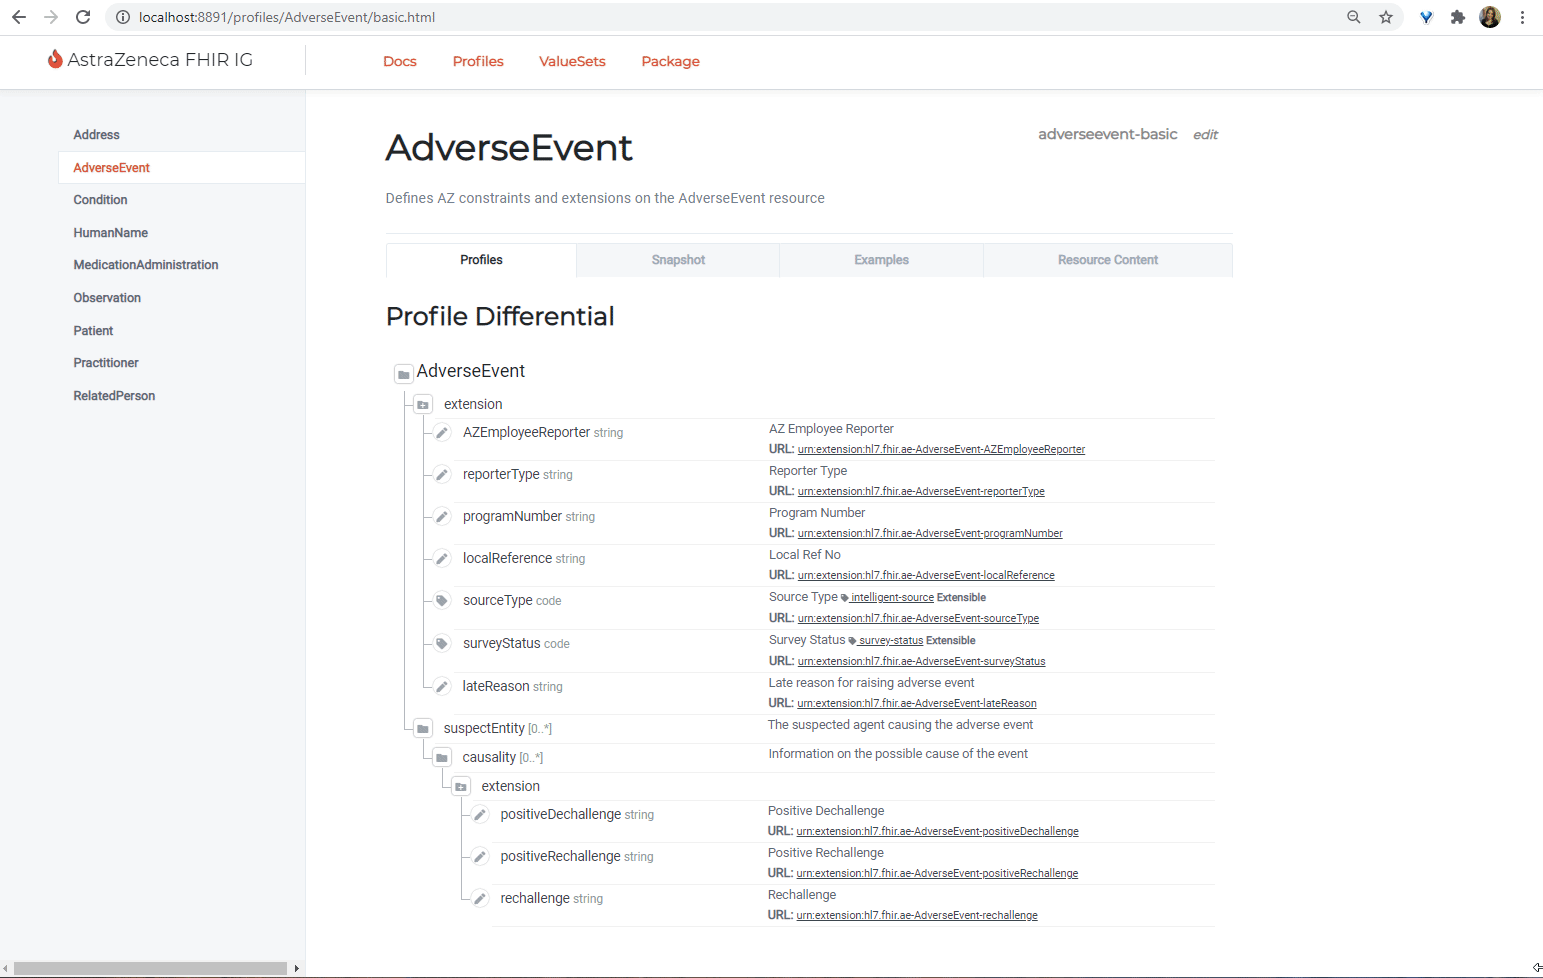 localhost:8891/profiles/AdverseEvent/basic.html
AstraZeneca FHIR IG
Docs Profiles ValueSets Package
Address
AdverseEvent
Condition
HumanName
MedicationAdministration
Observation
Patient
Practitioner
RelatedPerson
AdverseEvent
adverseevent-basic edit
Defines AZ constraints and extensions on the AdverseEvent resource
Profiles Snapshot Examples Resource Content
Profile Differential
AdverseEvent
extension
AZEmployeeReporter string AZ Employee Reporter
URL: urn:extension:hl7.fhir.ae-AdverseEvent-AZEmployeeReporter
reporterType string Reporter Type
URL: urn:extension:hl7.fhir.ae-AdverseEvent-reporterType
programNumber string Program Number
URL: urn:extension:hl7.fhir.ae-AdverseEvent-programNumber
localReference string Local Ref No
URL: urn:extension:hl7.fhir.ae-AdverseEvent-localReference
sourceType code Source Type intelligent-source Extensible
URL: urn:extension:hl7.fhir.ae-AdverseEvent-sourceType
surveyStatus code Survey Status survey-status Extensible
URL: urn:extension:hl7.fhir.ae-AdverseEvent-surveyStatus
lateReason string Late reason for raising adverse event
URL: urn:extension:hl7.fhir.ae-AdverseEvent-lateReason
suspectEntity [0..*] The suspected agent causing the adverse event
causality [0..*] Information on the possible cause of the event
extension
positiveDechallenge string Positive Dechallenge
URL: urn:extension:hl7.fhir.ae-AdverseEvent-positiveDechallenge
positiveRechallenge string Positive Rechallenge
URL: urn:extension:hl7.fhir.ae-AdverseEvent-positiveRechallenge
rechallenge string Rechallenge
URL: urn:extension:hl7.fhir.ae-AdverseEvent-rechallenge